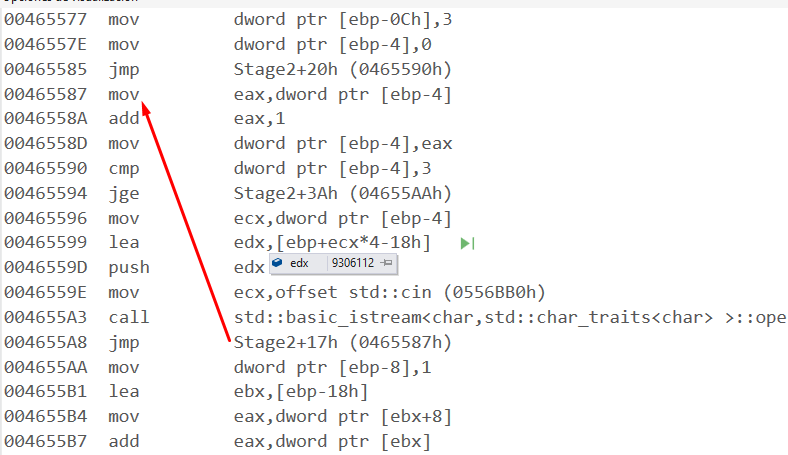 00465577 mov dword ptr [ebp-0Ch],3
0046557E mov dword ptr [ebp-4],0
00465585 jmp Stage2+20h (0465590h)
00465587 mov eax,dword ptr [ebp-4]
0046558A add eax,1
0046558D mov dword ptr [ebp-4],eax
00465590 cmp dword ptr [ebp-4],3
00465594 jge Stage2+3Ah (04655AAh)
00465596 mov ecx,dword ptr [ebp-4]
00465599 lea edx,[ebp+ecx*4-18h]
0046559D push edx
edx 9306112
0046559E mov ecx,offset std::cin (0556BB0h)
004655A3 call std::basic_istream<char,std::char_traits<char> >::ope
004655A8 jmp Stage2+17h (0465587h)
004655AA mov dword ptr [ebp-8],1
004655B1 lea ebx,[ebp-18h]
004655B4 mov eax,dword ptr [ebx+8]
004655B7 add eax,dword ptr [ebx]